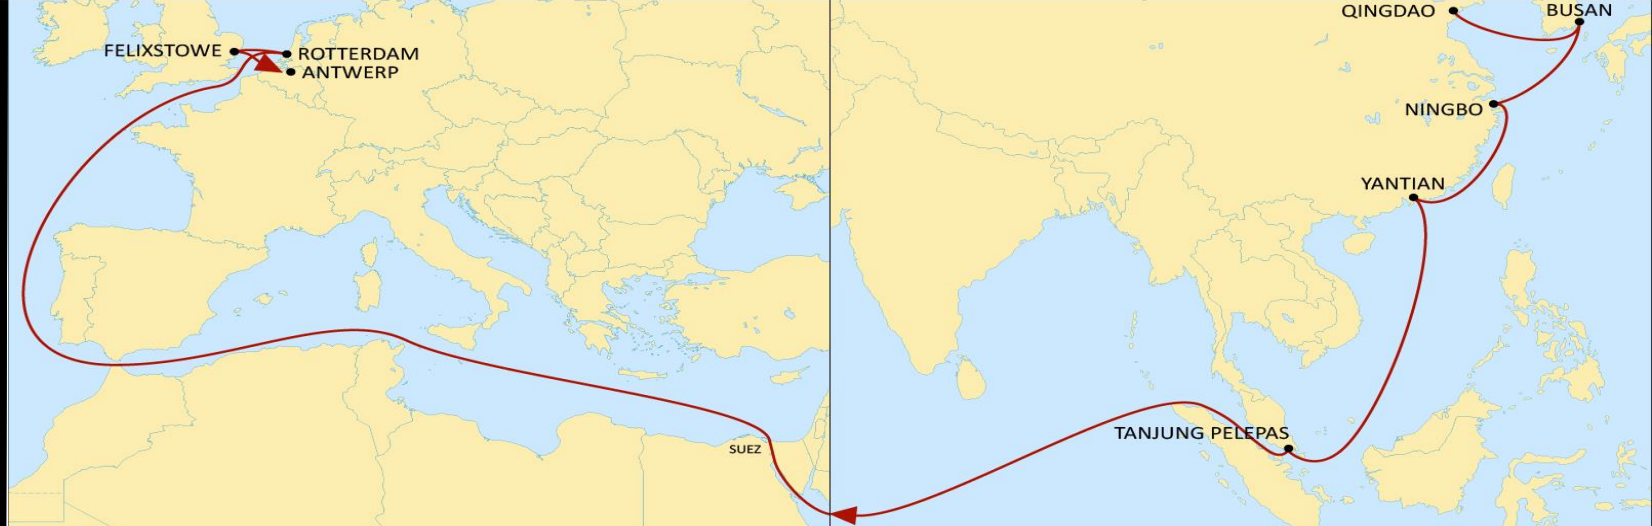 FELIXSTOWE
ROTTERDAM
ANTWERP
SUEZ
QINGDAO
BUSAN
NINGBO
YANTIAN
TANJUNG PELEPAS